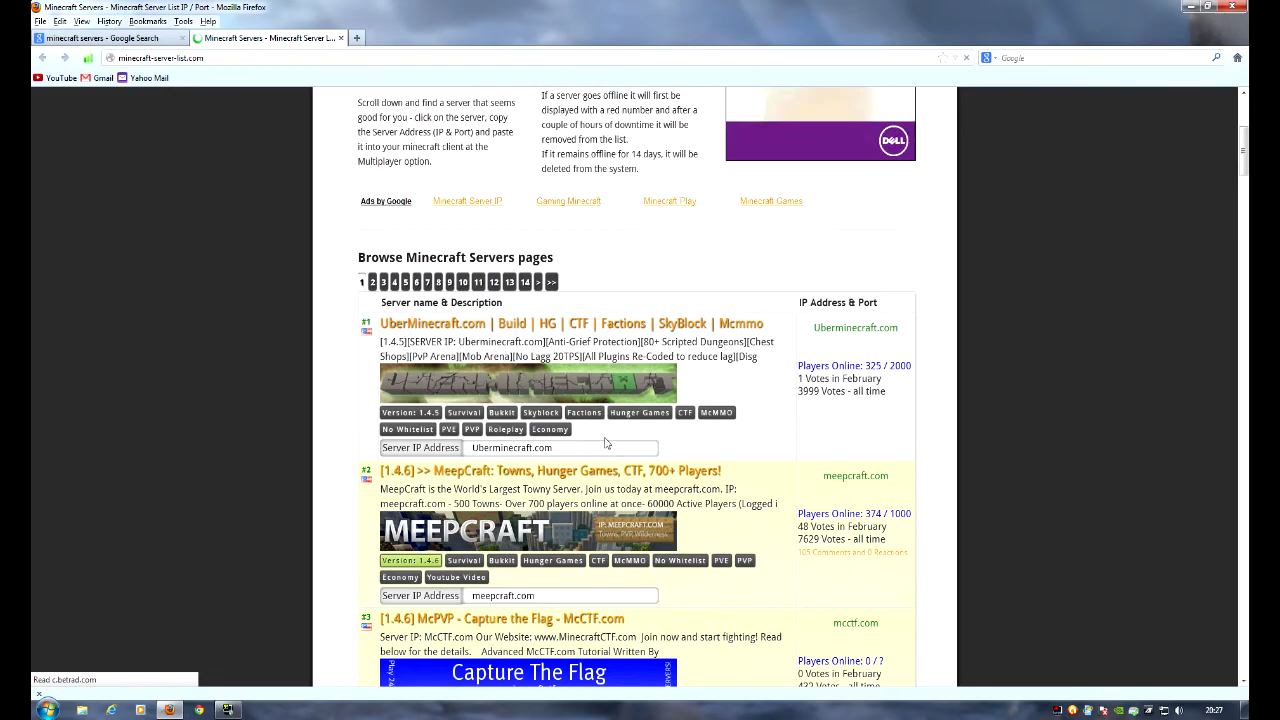 Minecraft Servers - Minecraft Server List IP / Port - Mozilla Firefox
File Edit View History Bookmarks Tools Help
minecraft servers - Google Search
Minecraft Servers - Minecraft Server L...
minecraft-server-list.com
Google
YouTube Gmail Yahoo Mail
Scroll down and find a server that seems
good for you - click on the server, copy
the Server Address (IP & Port) and paste
it into your minecraft client at the
Multiplayer option.
If a server goes offline it will first be
displayed with a red number and after a
couple of hours of downtime it will be
removed from the list.
If it remains offline for 14 days, it will be
deleted from the system.
DELL
Ads by Google Minecraft Server IP Gaming Minecraft Minecraft Play Minecraft Games
Browse Minecraft Servers pages
1 2 3 4 5 6 7 8 9 10 11 12 13 14 > >>
Server name & Description IP Address & Port
#1
UberMinecraft.com | Build | HG | CTF | Factions | SkyBlock | Mcmmo
[1.4.5][SERVER IP: Uberminecraft.com][Anti-Grief Protection][80+ Scripted Dungeons][Chest
Shops][PvP Arena][Mob Arena][No Lagg 20TPS][All Plugins Re-Coded to reduce lag][Disg
UBERMINECRAFT
Version: 1.4.5 Survival Bukkit Skyblock Factions Hunger Games CTF McMMO
No Whitelist PVE PVP Roleplay Economy
Server IP Address Uberminecraft.com
Uberminecraft.com
Players Online: 325 / 2000
1 Votes in February
3999 Votes - all time
#2
[1.4.6] >> MeepCraft: Towns, Hunger Games, CTF, 700+ Players!
MeepCraft is the World's Largest Towny Server. Join us today at meepcraft.com. IP:
meepcraft.com - 500 Towns- Over 700 players online at once- 60000 Active Players (Logged i
MEEPCRAFT
IP: MEEPCRAFT.COM
Towns, PVP, Wilderness
Version: 1.4.6 Survival Bukkit Hunger Games CTF McMMO No Whitelist PVE PVP
Economy Youtube Video
Server IP Address meepcraft.com
meepcraft.com
Players Online: 374 / 1000
48 Votes in February
7629 Votes - all time
105 Comments and 0 Reactions
#3
[1.4.6] McPVP - Capture the Flag - McCTF.com
Server IP: McCTF.com Our Website: www.MinecraftCTF.com Join now and start fighting! Read
below for the details. Advanced McCTF.com Tutorial Written By
Capture The Flag
mcctf.com
Players Online: 0 / ?
0 Votes in February
Read c.betrad.com
20:27